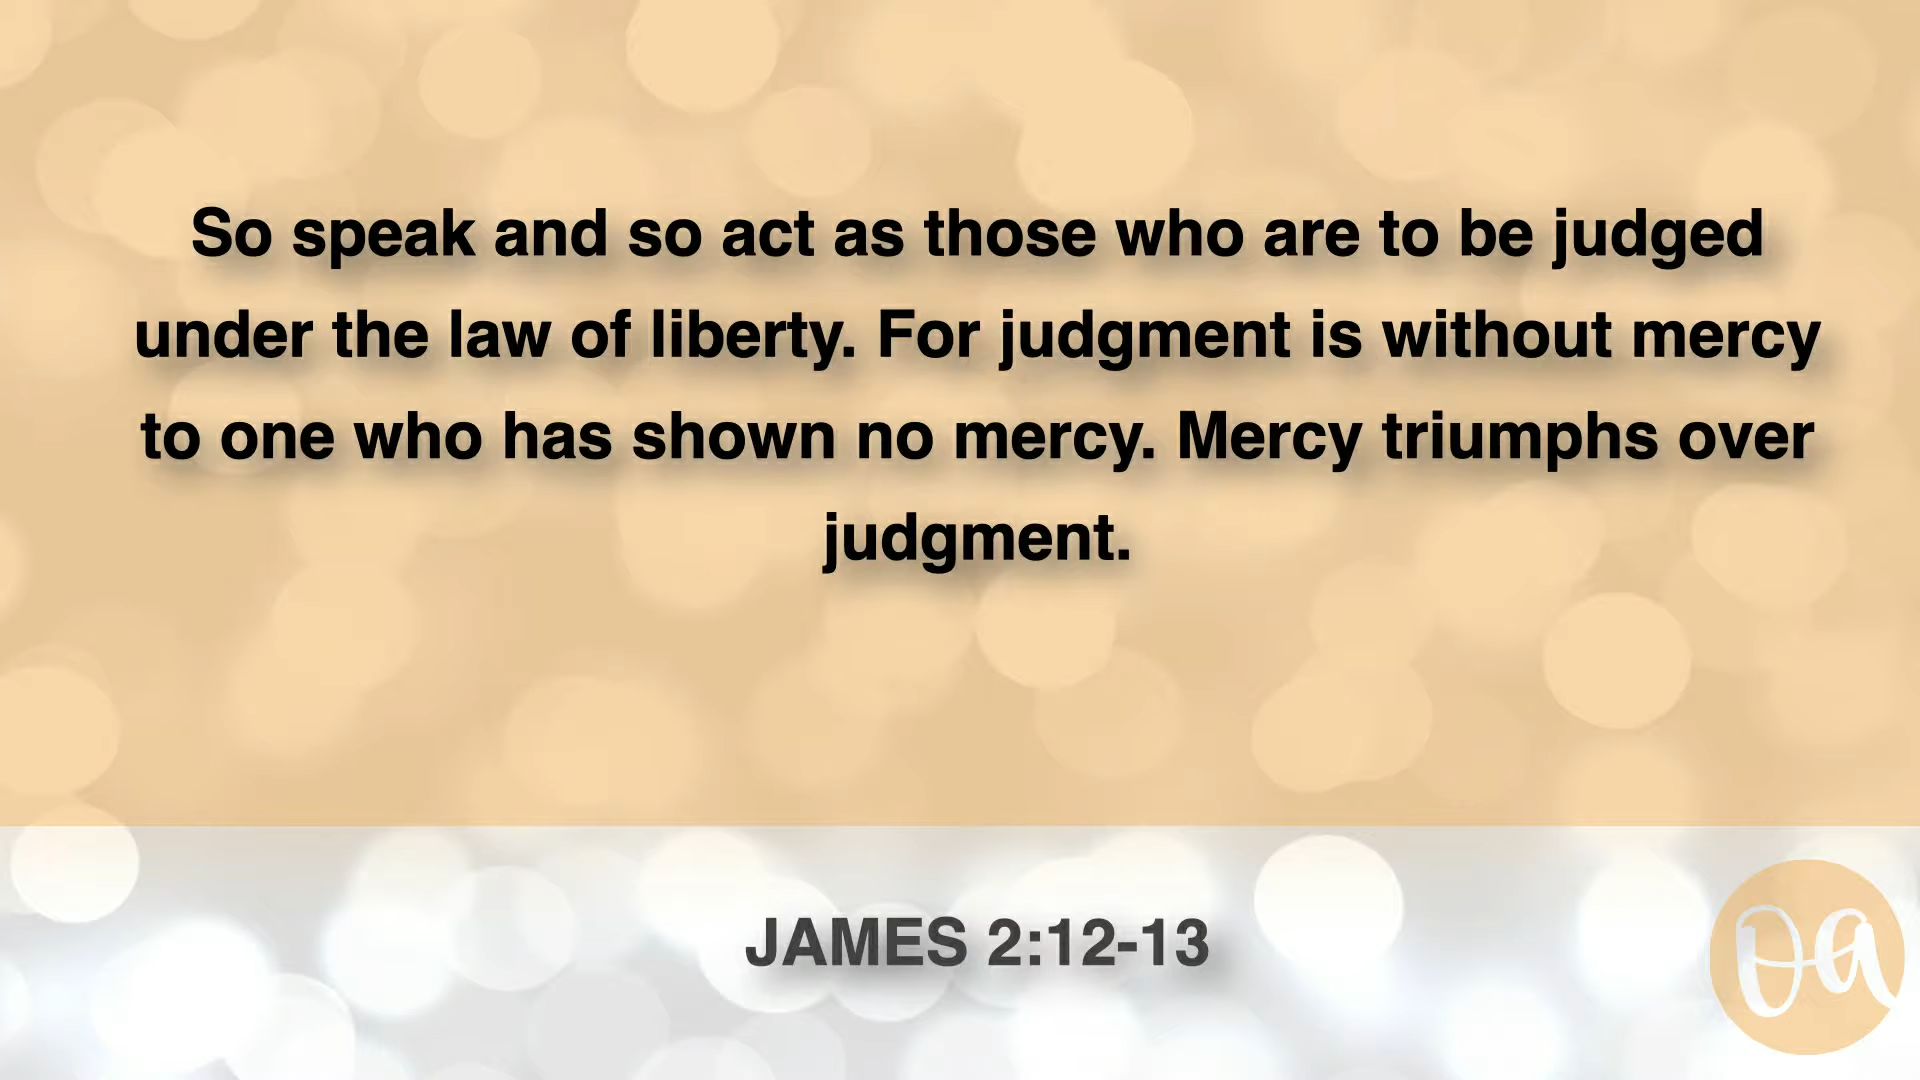 So speak and so act as those who are to be judged
under the law of liberty. For judgment is without mercy
to one who has shown no mercy. Mercy triumphs over
judgment.
JAMES 2:12-13
Da